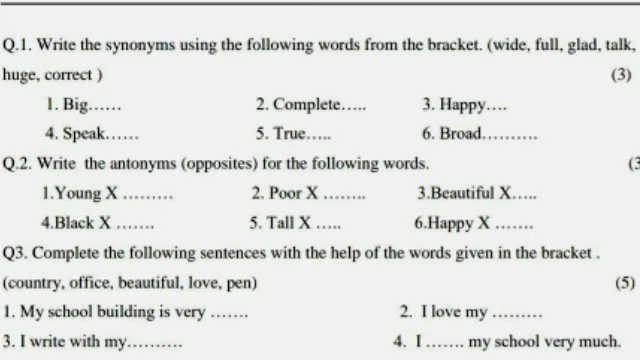 Q.1. Write the synonyms using the following words from the bracket. (wide, full, glad, talk,
huge, correct ) (3)
1. Big...... 2. Complete..... 3. Happy....
4. Speak...... 5. True..... 6. Broad..........
Q.2. Write the antonyms (opposites) for the following words. (3
1.Young X ......... 2. Poor X ........ 3.Beautiful X.....
4.Black X ....... 5. Tall X ..... 6.Happy X .......
Q3. Complete the following sentences with the help of the words given in the bracket .
(country, office, beautiful, love, pen) (5)
1. My school building is very ....... 2. I love my .........
3. I write with my.......... 4. I ....... my school very much.